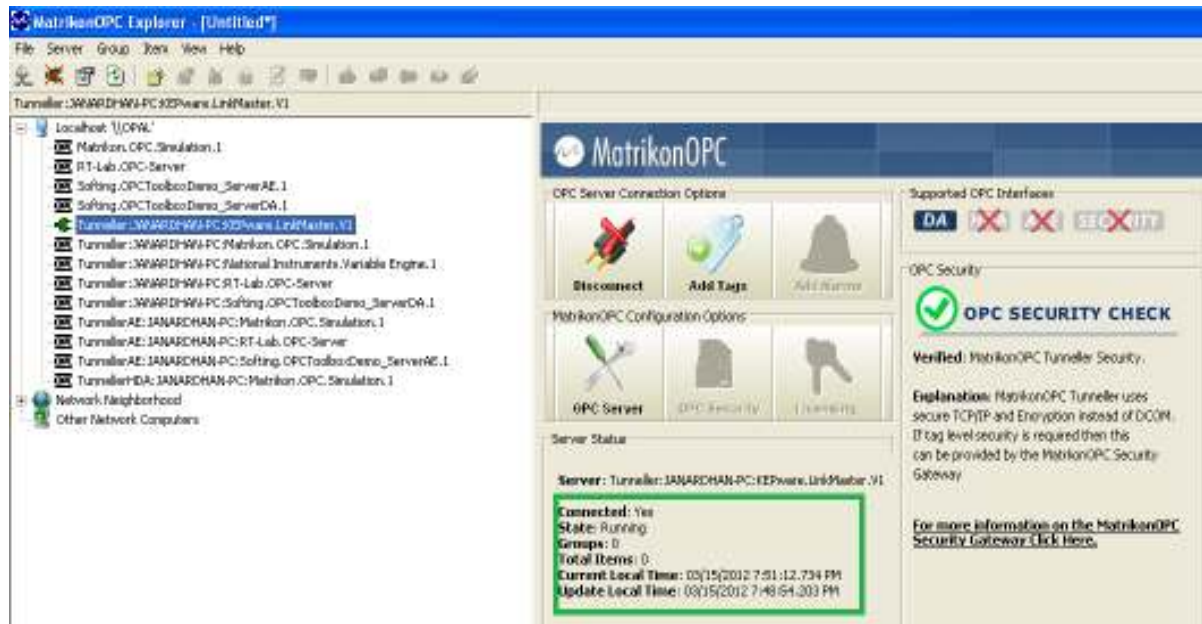 MatrikonOPC Explorer - [Untitled*]
File Server Group Item View Help
Tunneller:JANARDHAN-PC:KEPware.LinkMaster.V1
Localhost '\\OPAL'
Matrikon.OPC.Simulation.1
RT-Lab.OPC-Server
Softing.OPCToolboxDemo_ServerAE.1
Softing.OPCToolboxDemo_ServerDA.1
Tunneller:JANARDHAN-PC:KEPware.LinkMaster.V1
Tunneller:JANARDHAN-PC:Matrikon.OPC.Simulation.1
Tunneller:JANARDHAN-PC:National Instruments.Variable Engine.1
Tunneller:JANARDHAN-PC:RT-Lab.OPC-Server
Tunneller:JANARDHAN-PC:Softing.OPCToolboxDemo_ServerDA.1
TunnellerAE:JANARDHAN-PC:Matrikon.OPC.Simulation.1
TunnellerAE:JANARDHAN-PC:RT-Lab.OPC-Server
TunnellerAE:JANARDHAN-PC:Softing.OPCToolboxDemo_ServerAE.1
TunnellerHDA:JANARDHAN-PC:Matrikon.OPC.Simulation.1
Network Neighborhood
Other Network Computers
MatrikonOPC
OPC Server Connection Options
Disconnect Add Tags Add Alarms
MatrikonOPC Configuration Options
OPC Server OPC Security Licensing
Server Status
Server: Tunneller:JANARDHAN-PC:KEPware.LinkMaster.V1
Connected: Yes
State: Running
Groups: 0
Total Items: 0
Current Local Time: 03/15/2012 7:51:12.734 PM
Update Local Time: 03/15/2012 7:48:54.203 PM
Supported OPC Interfaces
DA SECURITY
OPC Security
OPC SECURITY CHECK
Verified: MatrikonOPC Tunneller Security.
Explanation: MatrikonOPC Tunneller uses
secure TCP/IP and Encryption instead of DCOM.
If tag level security is required then this
can be provided by the MatrikonOPC Security
Gateway
For more information on the MatrikonOPC
Security Gateway Click Here.